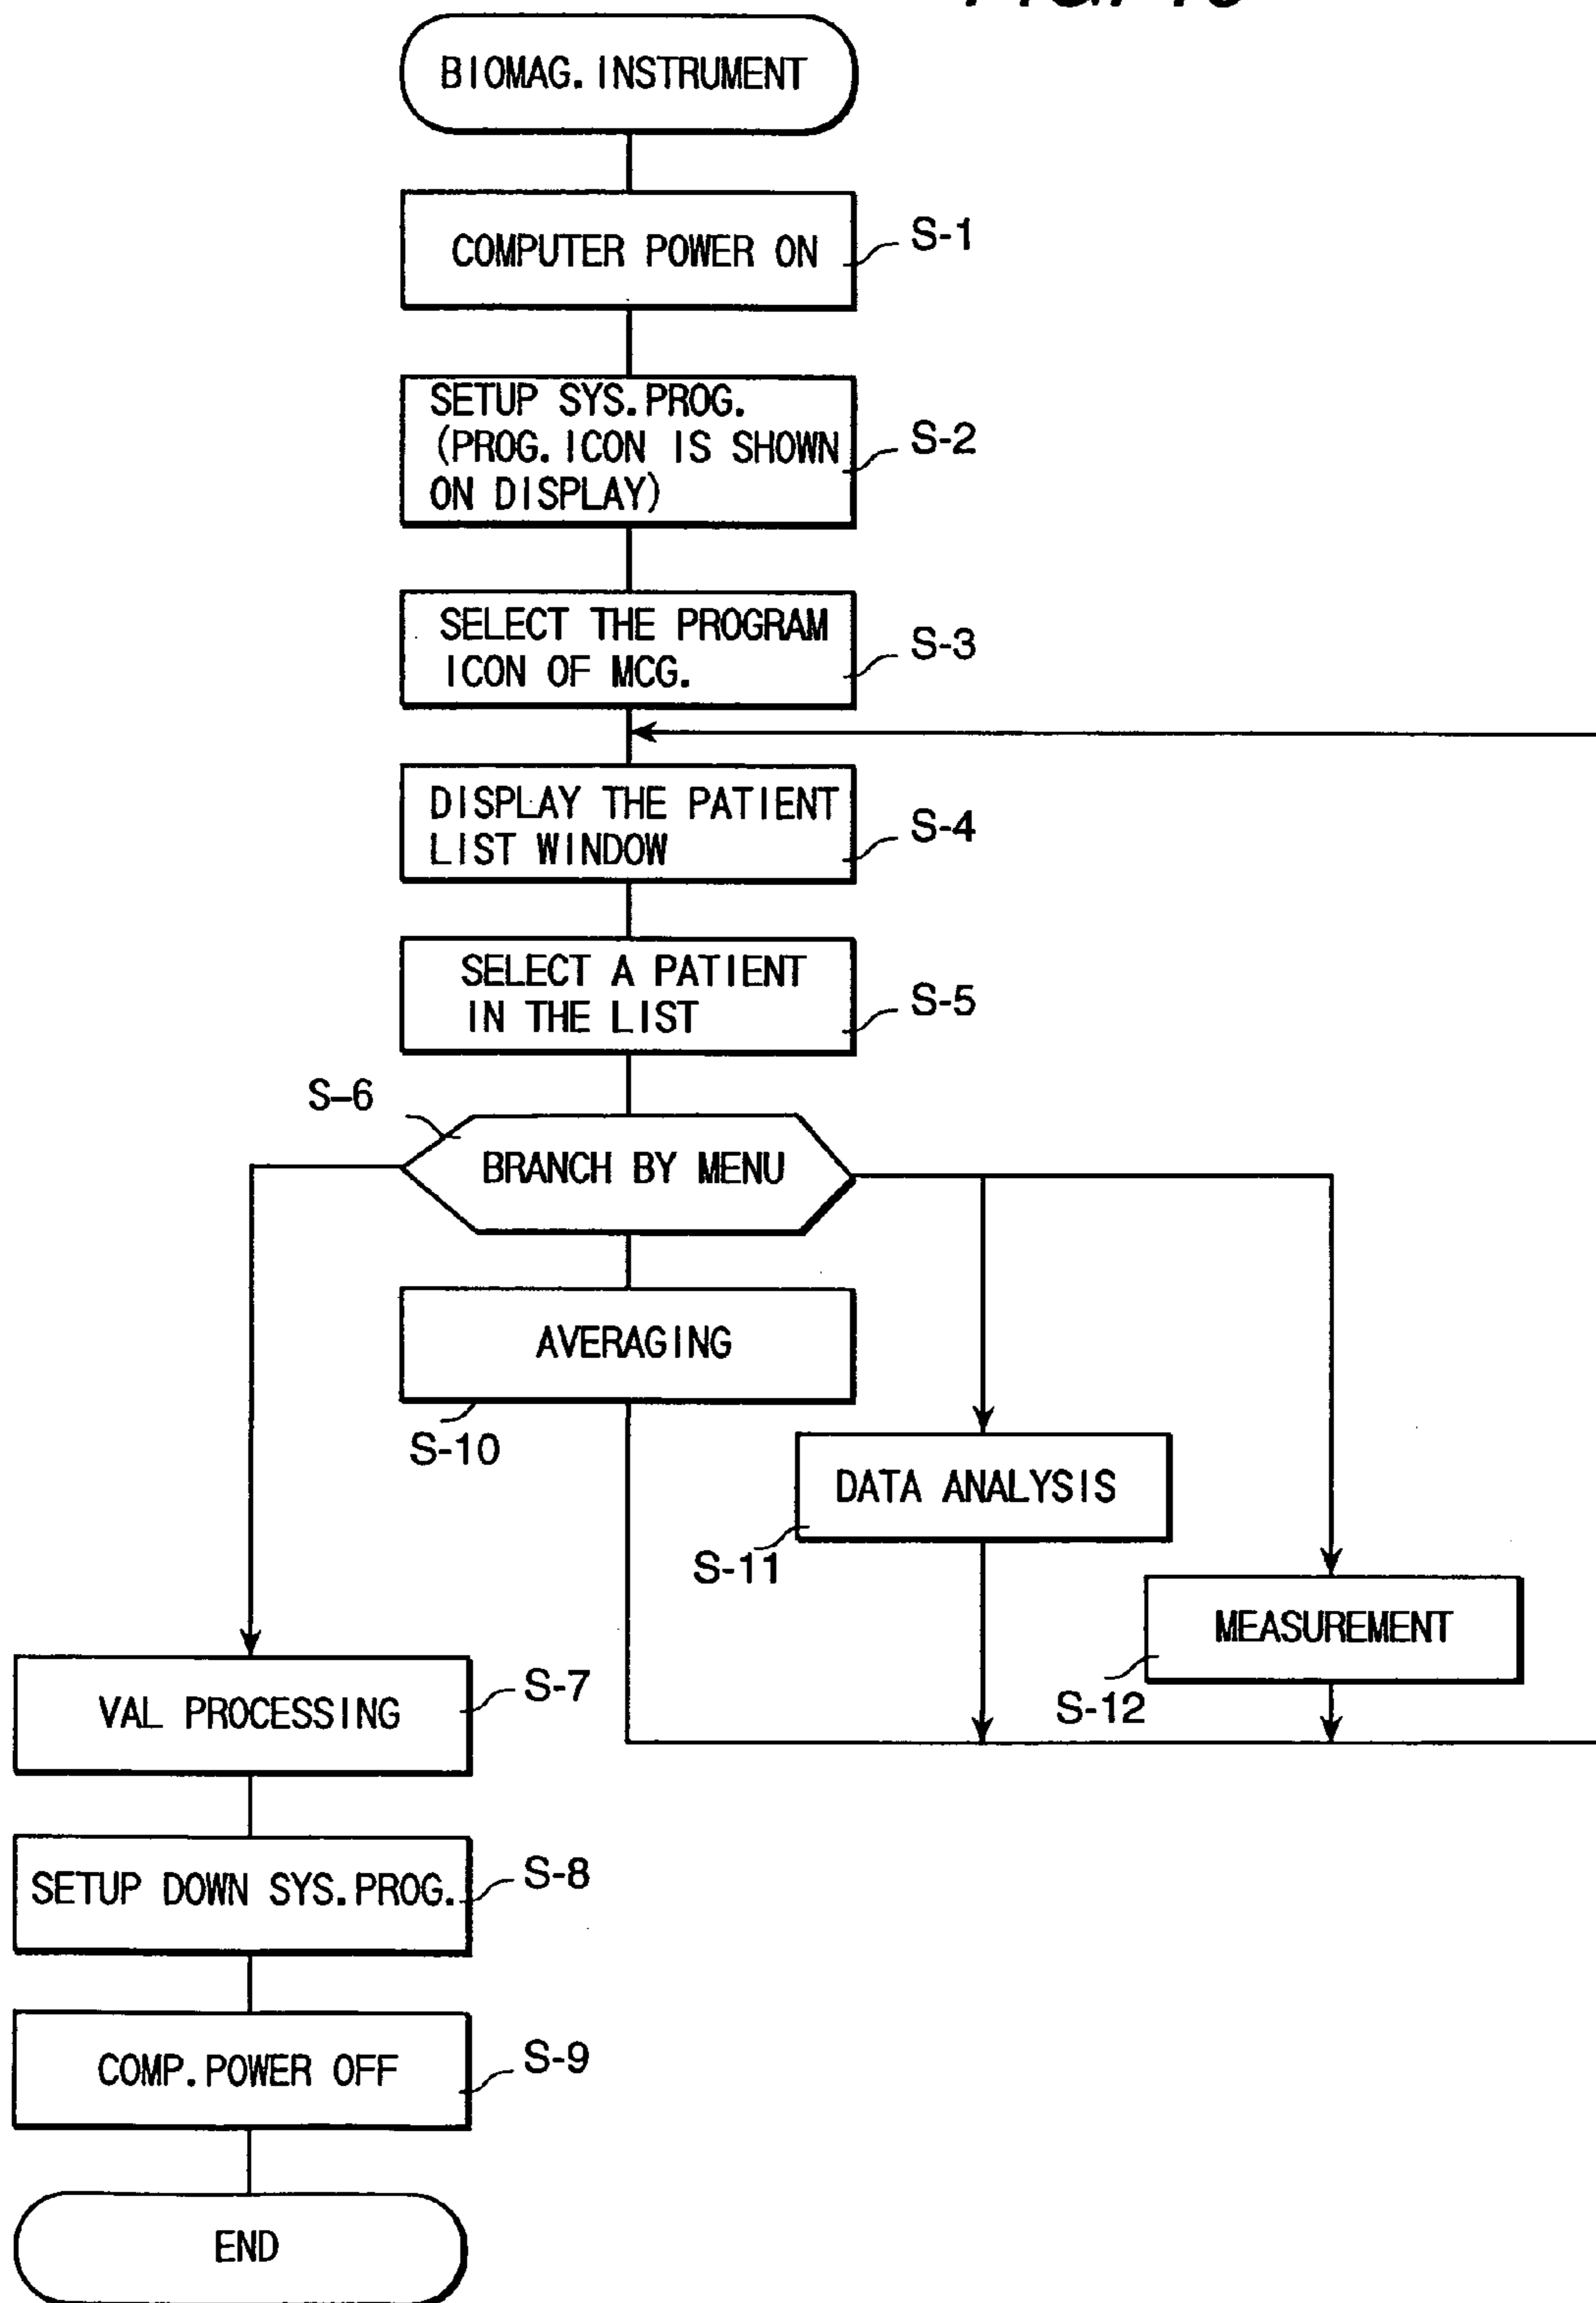 BIOMAG. INSTRUMENT
COMPUTER POWER ON
S-1
SETUP SYS. PROG.
(PROG. ICON IS SHOWN
ON DISPLAY)
S-2
SELECT THE PROGRAM
ICON OF MCG.
S-3
DISPLAY THE PATIENT
LIST WINDOW
S-4
SELECT A PATIENT
IN THE LIST
S-5
S-6
BRANCH BY MENU
AVERAGING
S-10
DATA ANALYSIS
S-11
MEASUREMENT
S-12
VAL PROCESSING
S-7
SETUP DOWN SYS. PROG.
S-8
COMP. POWER OFF
S-9
END